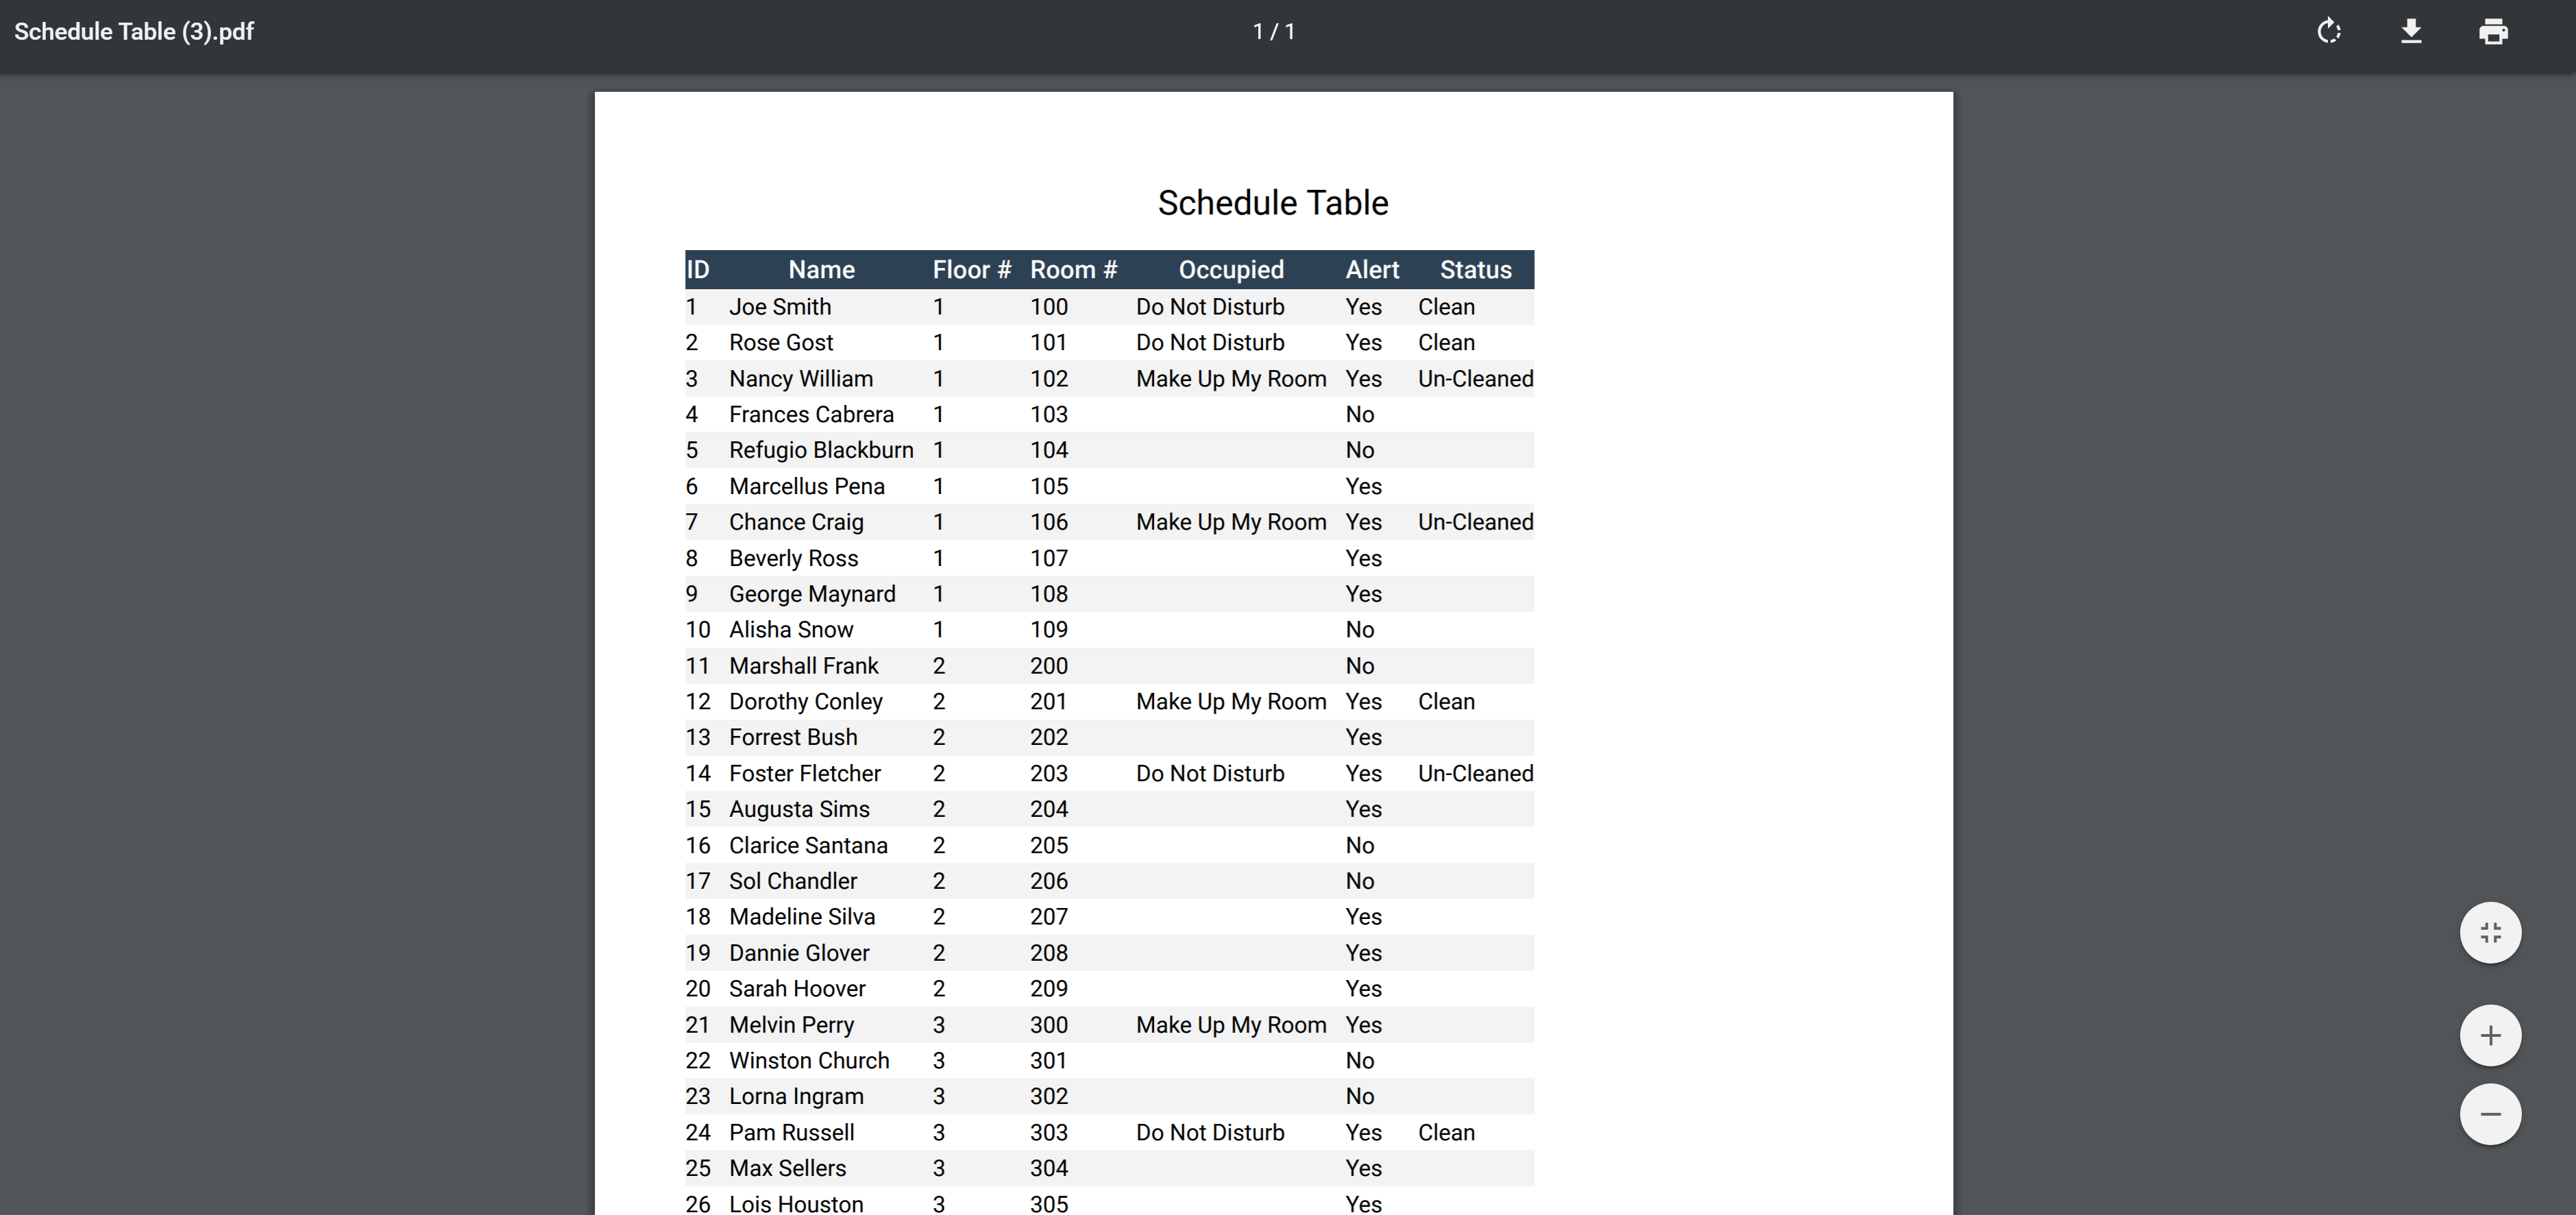 Schedule Table (3).pdf
1 / 1
Schedule Table
ID Name Floor # Room # Occupied Alert Status
1 Joe Smith 1 100 Do Not Disturb Yes Clean
2 Rose Gost 1 101 Do Not Disturb Yes Clean
3 Nancy William 1 102 Make Up My Room Yes Un-Cleaned
4 Frances Cabrera 1 103 No
5 Refugio Blackburn 1 104 No
6 Marcellus Pena 1 105 Yes
7 Chance Craig 1 106 Make Up My Room Yes Un-Cleaned
8 Beverly Ross 1 107 Yes
9 George Maynard 1 108 Yes
10 Alisha Snow 1 109 No
11 Marshall Frank 2 200 No
12 Dorothy Conley 2 201 Make Up My Room Yes Clean
13 Forrest Bush 2 202 Yes
14 Foster Fletcher 2 203 Do Not Disturb Yes Un-Cleaned
15 Augusta Sims 2 204 Yes
16 Clarice Santana 2 205 No
17 Sol Chandler 2 206 No
18 Madeline Silva 2 207 Yes
19 Dannie Glover 2 208 Yes
20 Sarah Hoover 2 209 Yes
21 Melvin Perry 3 300 Make Up My Room Yes
22 Winston Church 3 301 No
23 Lorna Ingram 3 302 No
24 Pam Russell 3 303 Do Not Disturb Yes Clean
25 Max Sellers 3 304 Yes
26 Lois Houston 3 305 Yes